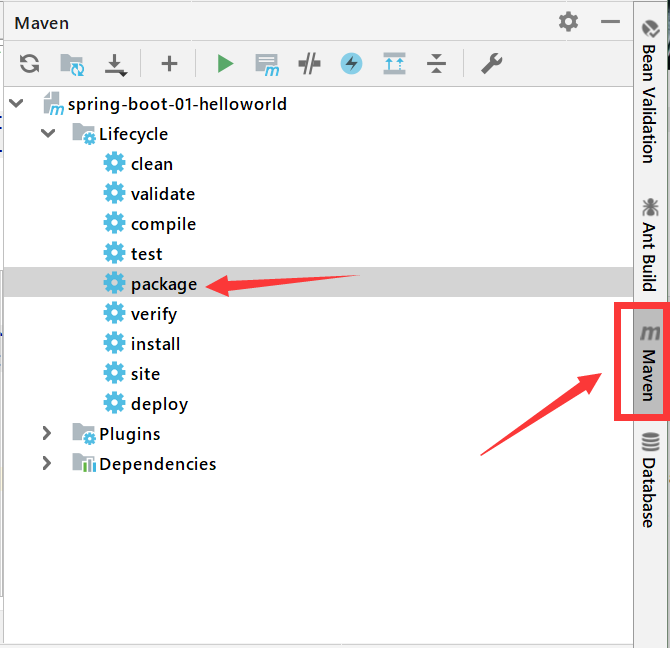 Maven
spring-boot-01-helloworld
Lifecycle
clean
validate
compile
test
package
verify
install
site
deploy
Plugins
Dependencies
Bean Validation
Ant Build
Maven
Database